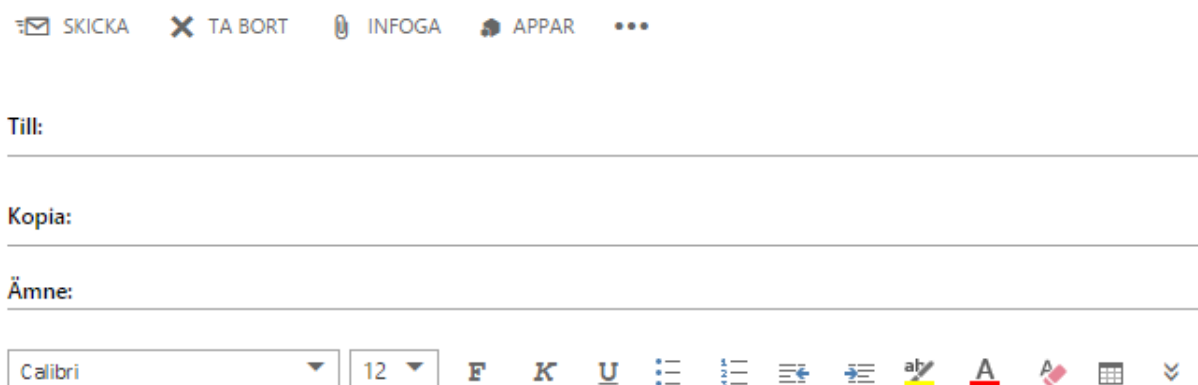 SKICKA TA BORT INFOGA APPAR
Till:
Kopia:
Ämne:
Calibri 12 F K U